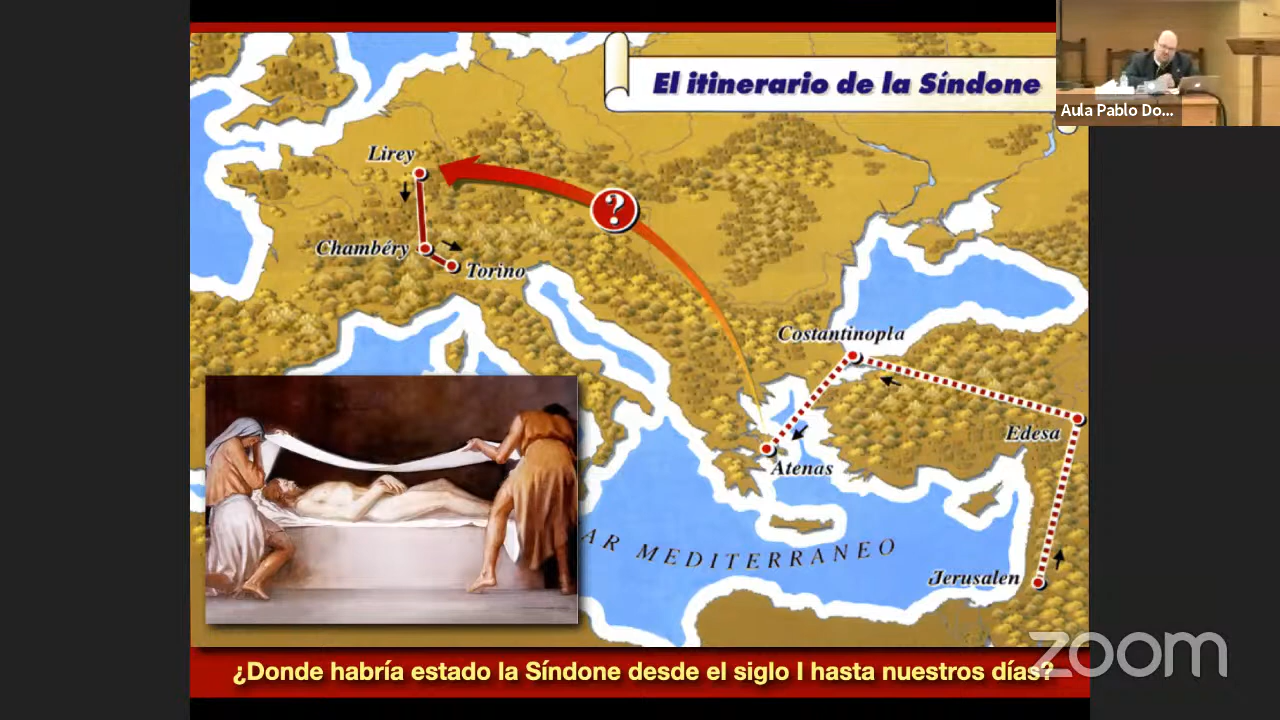 El itinerario de la Síndone
Aula Pablo Do...
Lirey
?
Chambéry
Torino
Costantinopla
Edesa
Atenas
AR MEDITERRANEO
Jerusalen
zoom
¿Donde habría estado la Síndone desde el siglo I hasta nuestros días?